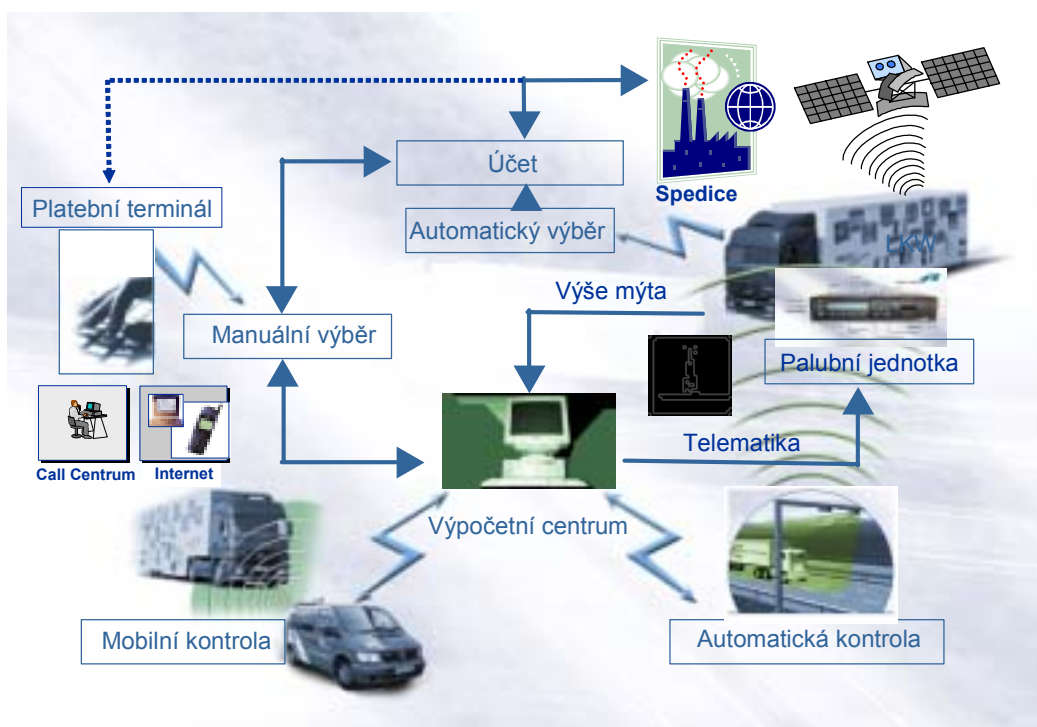 Účet
Spedice
Platební terminál
Automatický výběr
LKW
Výše mýta
Manuální výběr
Palubní jednotka
Telematika
Call Centrum
Internet
Výpočetní centrum
Mobilní kontrola
Automatická kontrola